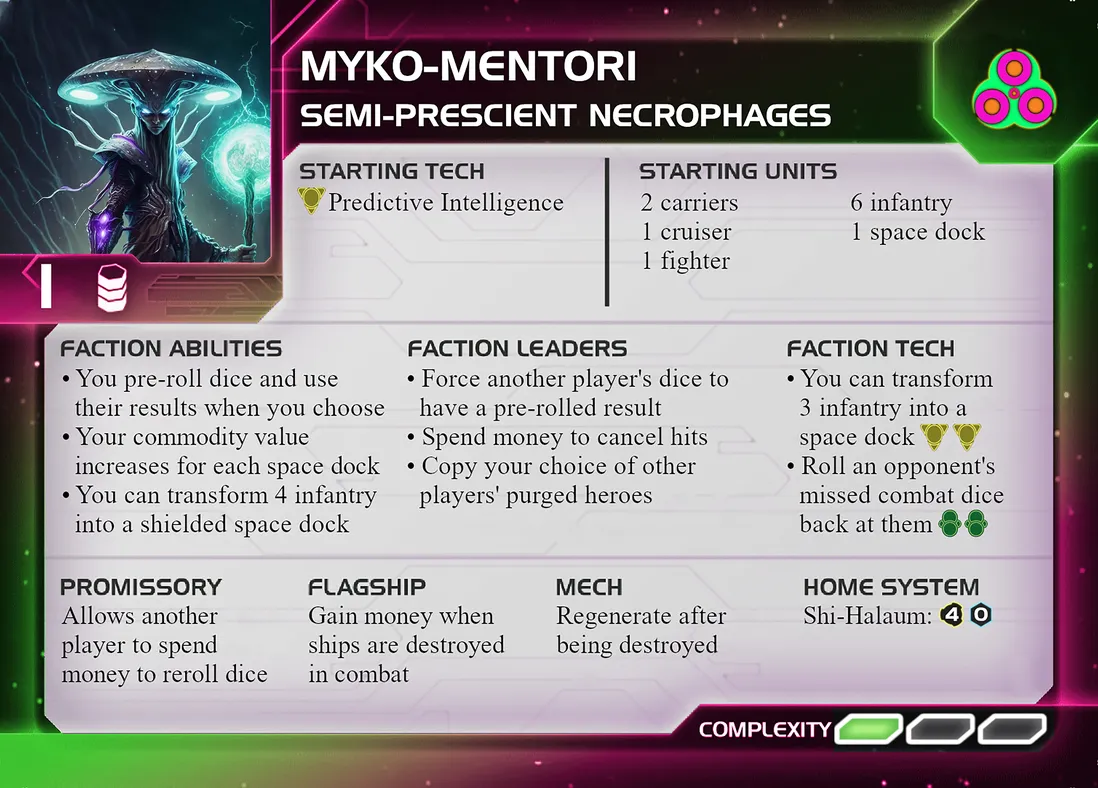 MYKO-MENTORI
SEMI-PRESCIENT NECROPHAGES
STARTING TECH
Predictive Intelligence
STARTING UNITS
2 carriers
1 cruiser
1 fighter
6 infantry
1 space dock
I
FACTION ABILITIES
• You pre-roll dice and use
their results when you choose
• Your commodity value
increases for each space dock
• You can transform 4 infantry
into a shielded space dock
FACTION LEADERS
• Force another player's dice to
have a pre-rolled result
• Spend money to cancel hits
• Copy your choice of other
players' purged heroes
FACTION TECH
• You can transform
3 infantry into a
space dock
• Roll an opponent's
missed combat dice
back at them
PROMISSORY
Allows another
player to spend
money to reroll dice
FLAGSHIP
Gain money when
ships are destroyed
in combat
MECH
Regenerate after
being destroyed
HOME SYSTEM
Shi-Halaum: 4 0
COMPLEXITY